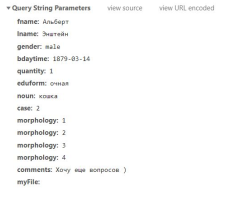 ▼ Query String Parameters view source view URL encoded
fname: Альберт
lname: Энштейн
gender: male
bdaytime: 1879-03-14
quantity: 1
eduform: очная
noun: кошка
case: 2
morphology: 1
morphology: 2
morphology: 3
morphology: 4
comments: Хочу еще вопросов )
myFile: